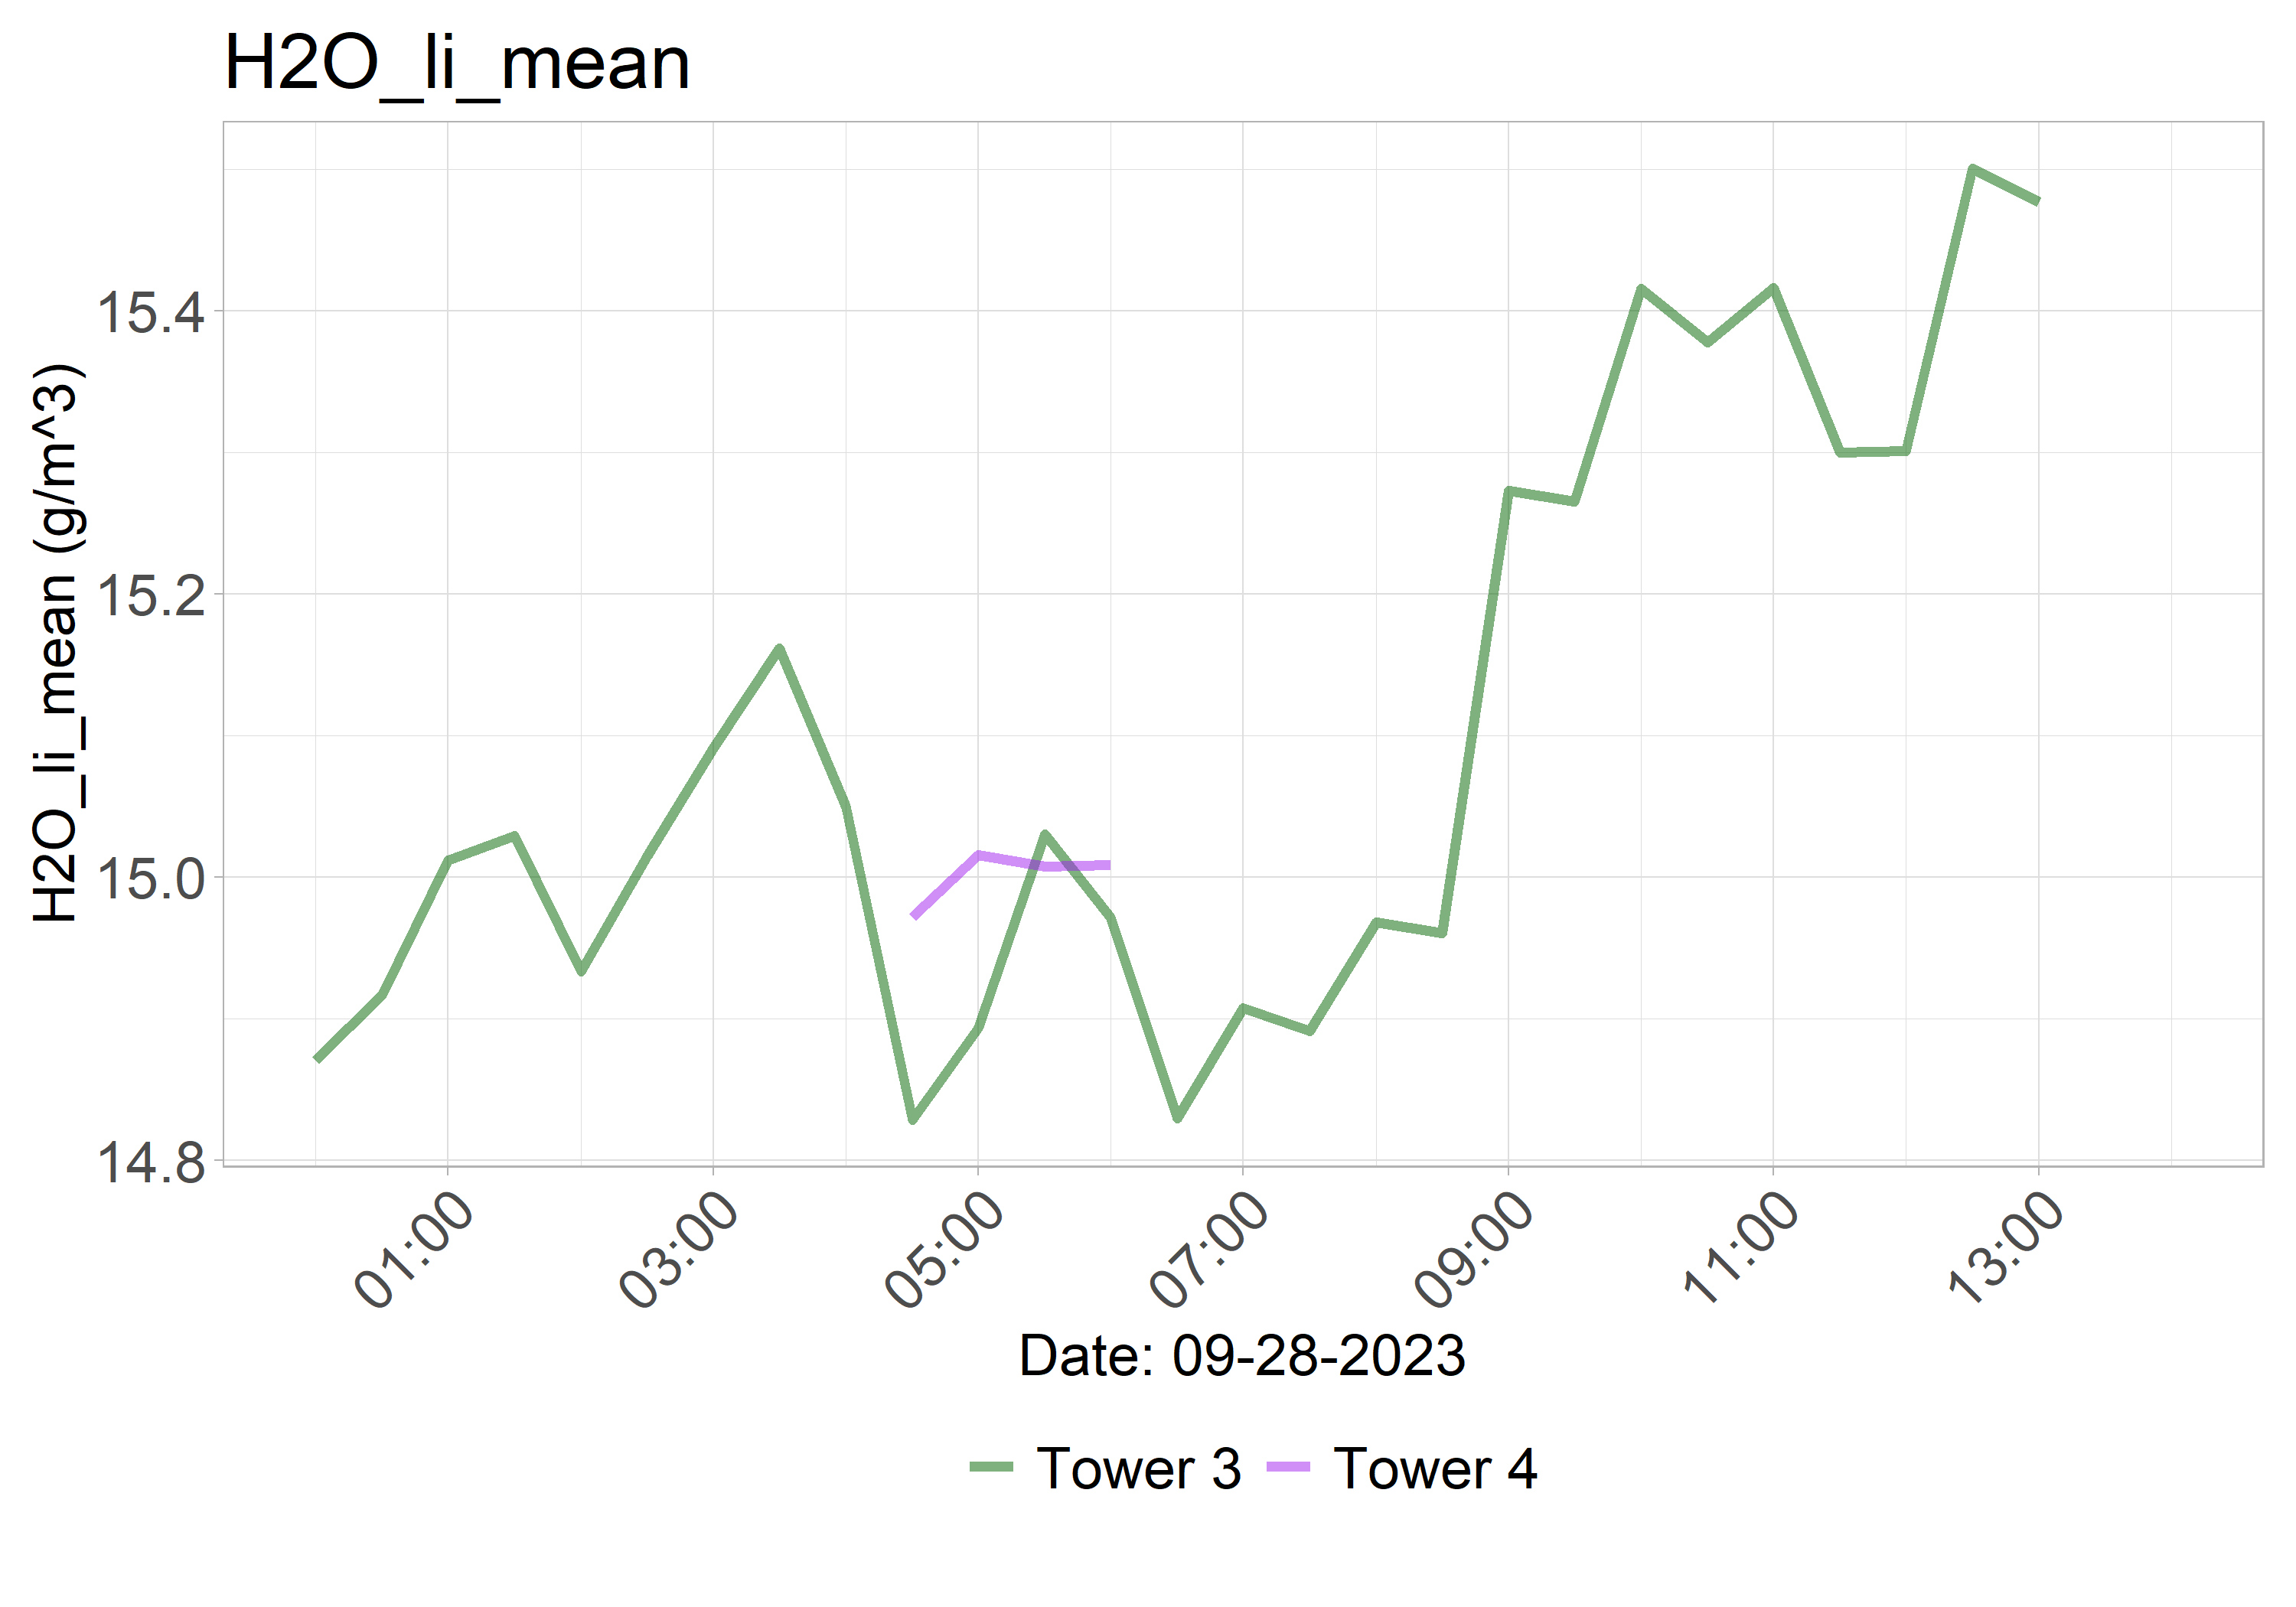 H2O_li_mean
H2O_li_mean (g/m^3)
15.4
15.2
15.0
14.8
01:00
03:00
05:00
07:00
09:00
11:00
13:00
Date: 09-28-2023
Tower 3
Tower 4